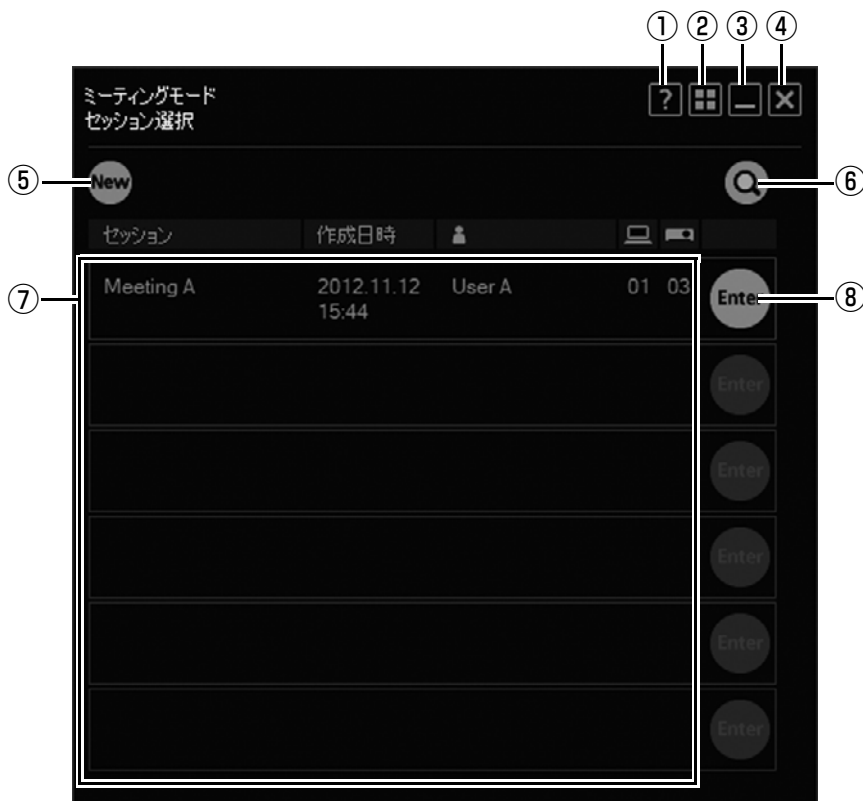 ① ② ③ ④
ミーティングモード
セッション選択
?
⑤ New ⑥
セッション 作成日時
⑦ Meeting A 2012.11.12 User A 01 03 Enter ⑧
15:44
Enter
Enter
Enter
Enter
Enter